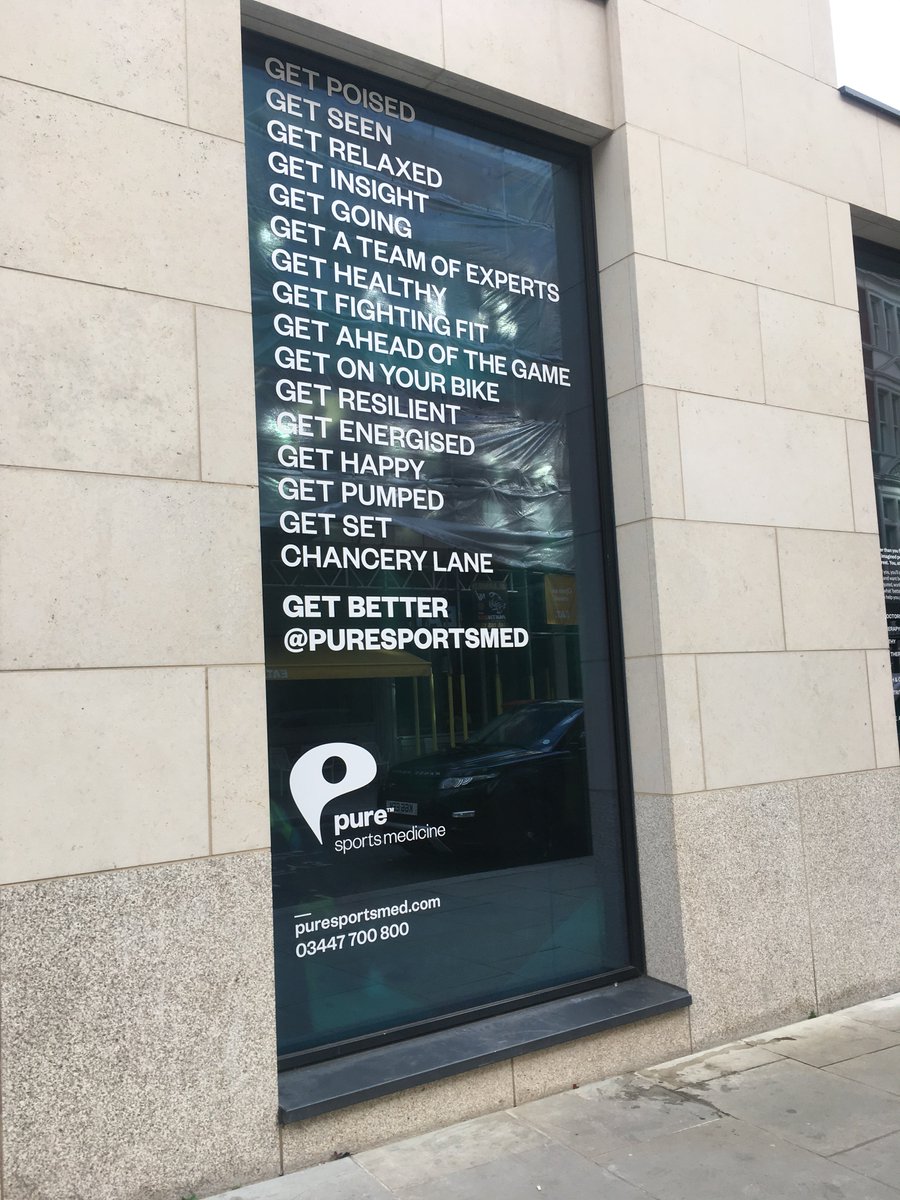 GET POISED
GET SEEN
GET RELAXED
GET INSIGHT
GET GOING
GET A TEAM OF EXPERTS
GET HEALTHY
GET FIGHTING FIT
GET AHEAD OF THE GAME
GET ON YOUR BIKE
GET RESILIENT
GET ENERGISED
GET HAPPY
GET PUMPED
GET SET
CHANCERY LANE
GET BETTER
@PURESPORTSMED
pure™
sports medicine
puresportsmed.com
03447 700 800